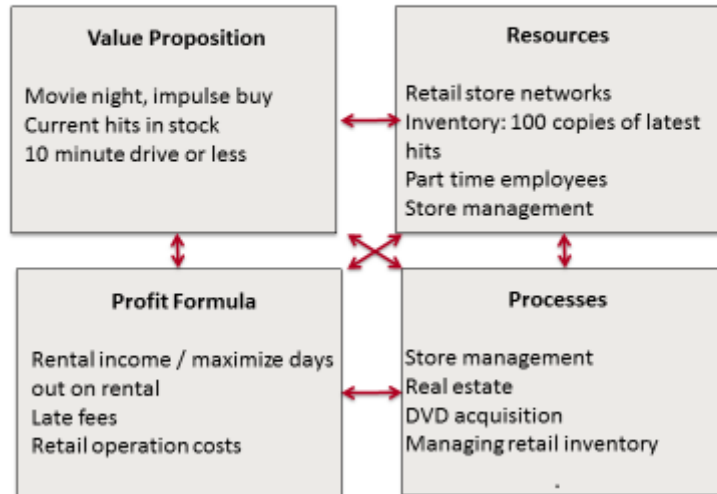 Value Proposition
Movie night, impulse buy
Current hits in stock
10 minute drive or less
Resources
Retail store networks
Inventory: 100 copies of latest
hits
Part time employees
Store management
Profit Formula
Rental income / maximize days
out on rental
Late fees
Retail operation costs
Processes
Store management
Real estate
DVD acquisition
Managing retail inventory
.